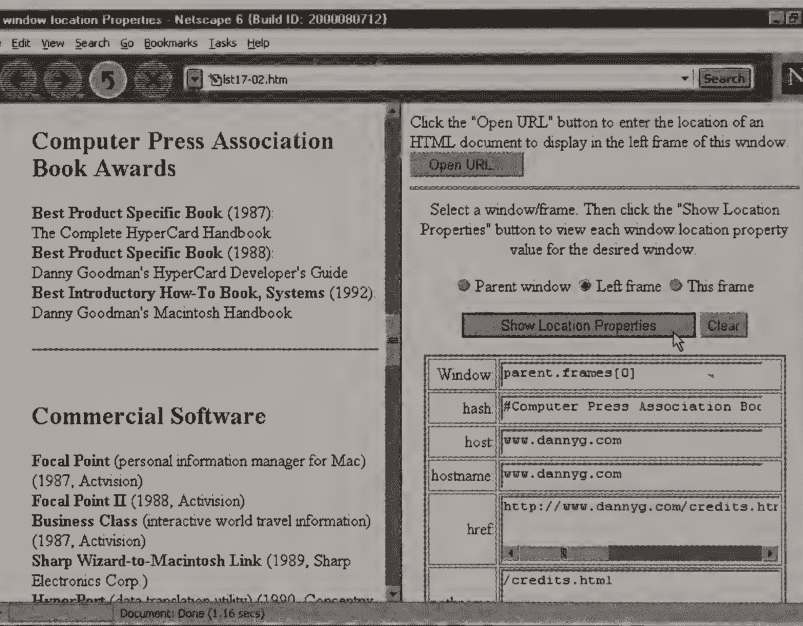 window location Properties - Netscape 6 {Build ID: 2000080712}
Edit View Search Go Bookmarks Tasks Help
lst17-02.htm
Search
N
Computer Press Association
Book Awards
Best Product Specific Book (1987):
The Complete HyperCard Handbook
Best Product Specific Book (1988):
Danny Goodman's HyperCard Developer's Guide
Best Introductory How-To Book, Systems (1992)
Danny Goodman's Macintosh Handbook
Commercial Software
Focal Point (personal information manager for Mac)
(1987, Actvision)
Focal Point II (1988, Activision)
Business Class (interactive world travel information)
(1987, Activision)
Sharp Wizard-to-Macintosh Link (1989, Sharp
Electronics Corp.)
HyperPort (data translation utility) (1990, Concentry
Click the "Open URL" button to enter the location of an
HTML document to display in the left frame of this window.
Open URL...
Select a window/frame. Then click the "Show Location
Properties" button to view each window.location property
value for the desired window.
Parent window Left frame This frame
Show Location Properties Clear
Window: parent.frames[0]
hash: #Computer Press Association Boo
host: www.dannyg.com
hostname: www.dannyg.com
href: http://www.dannyg.com/credits.htm
/credits.html
Document: Done (1.16 secs)